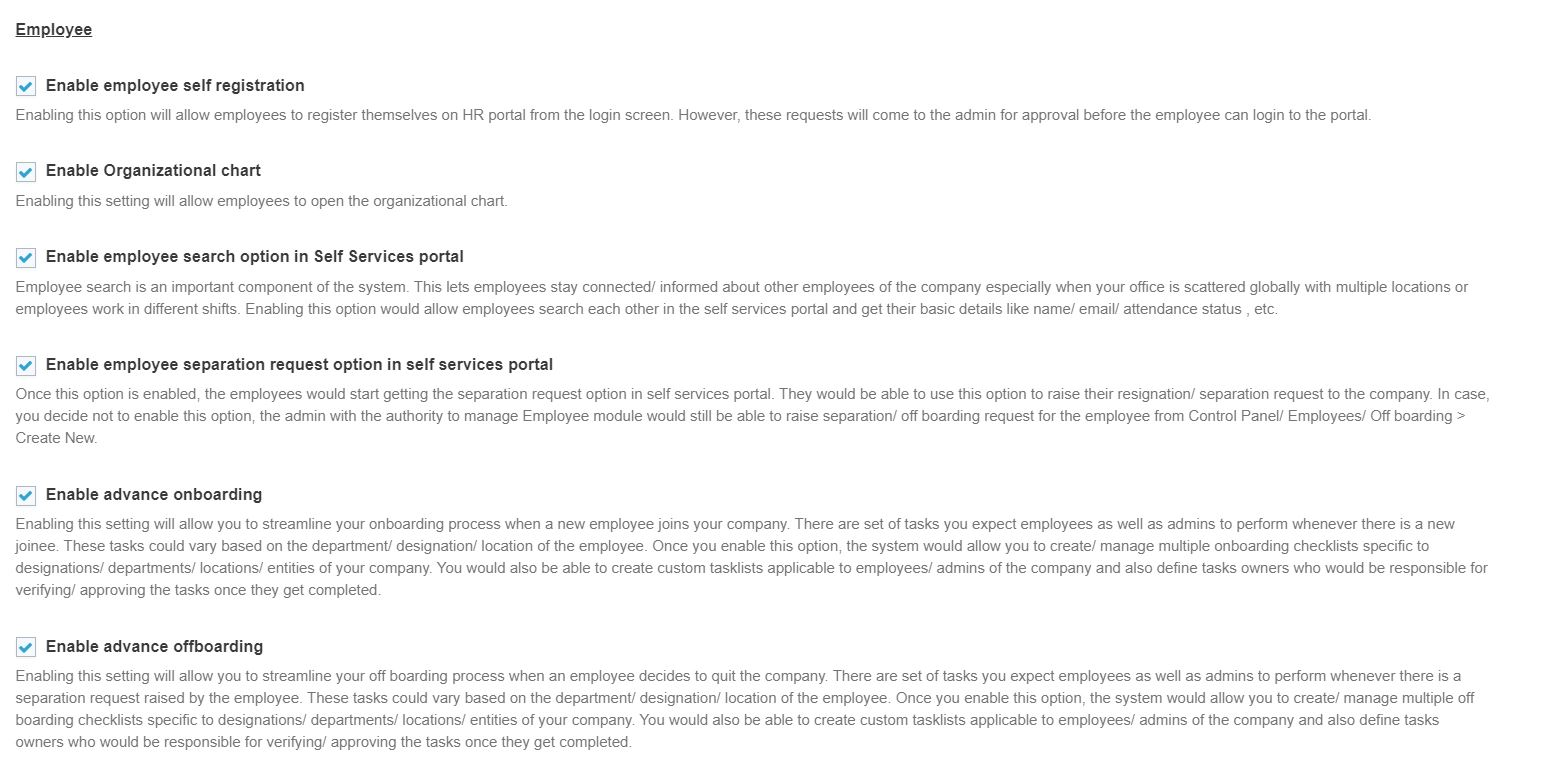 Employee
Enable employee self registration
Enabling this option will allow employees to register themselves on HR portal from the login screen. However, these requests will come to the admin for approval before the employee can login to the portal.
Enable Organizational chart
Enabling this setting will allow employees to open the organizational chart.
Enable employee search option in Self Services portal
Employee search is an important component of the system. This lets employees stay connected/ informed about other employees of the company especially when your office is scattered globally with multiple locations or
employees work in different shifts. Enabling this option would allow employees search each other in the self services portal and get their basic details like name/ email/ attendance status , etc.
Enable employee separation request option in self services portal
Once this option is enabled, the employees would start getting the separation request option in self services portal. They would be able to use this option to raise their resignation/ separation request to the company. In case,
you decide not to enable this option, the admin with the authority to manage Employee module would still be able to raise separation/ off boarding request for the employee from Control Panel/ Employees/ Off boarding >
Create New.
Enable advance onboarding
Enabling this setting will allow you to streamline your onboarding process when a new employee joins your company. There are set of tasks you expect employees as well as admins to perform whenever there is a new
joinee. These tasks could vary based on the department/ designation/ location of the employee. Once you enable this option, the system would allow you to create/ manage multiple onboarding checklists specific to
designations/ departments/ locations/ entities of your company. You would also be able to create custom tasklists applicable to employees/ admins of the company and also define tasks owners who would be responsible for
verifying/ approving the tasks once they get completed.
Enable advance offboarding
Enabling this setting will allow you to streamline your off boarding process when an employee decides to quit the company. There are set of tasks you expect employees as well as admins to perform whenever there is a
separation request raised by the employee. These tasks could vary based on the department/ designation/ location of the employee. Once you enable this option, the system would allow you to create/ manage multiple off
boarding checklists specific to designations/ departments/ locations/ entities of your company. You would also be able to create custom tasklists applicable to employees/ admins of the company and also define tasks
owners who would be responsible for verifying/ approving the tasks once they get completed.